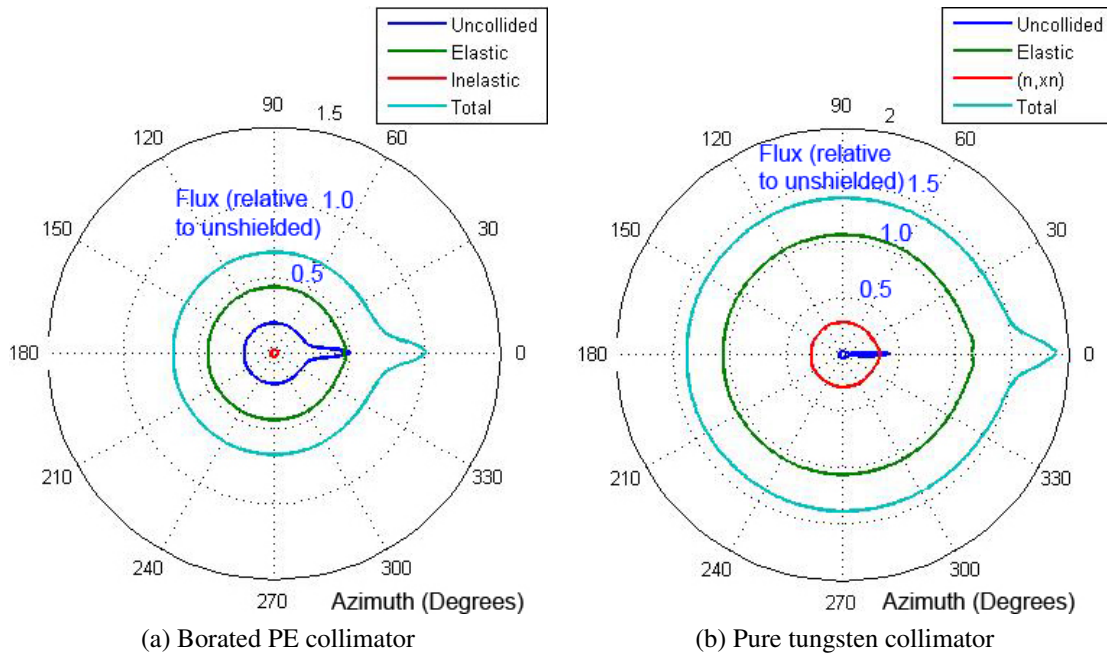 Uncollided
Elastic
Inelastic
Total
90
1.5
120
60
Flux (relative
to unshielded)
1.0
150
30
0.5
180
0
210
330
240
300
270
Azimuth (Degrees)
(a) Borated PE collimator
Uncollided
Elastic
(n,xn)
Total
90
2
120
60
Flux (relative
to unshielded)
1.5
150
30
1.0
0.5
180
0
210
330
240
300
270
Azimuth (Degrees)
(b) Pure tungsten collimator